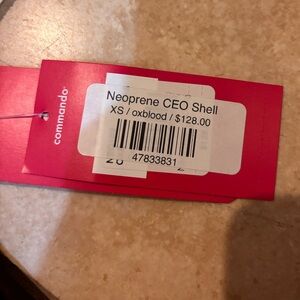 commando®
Neoprene CEO Shell
XS / oxblood / $128.00
47833831